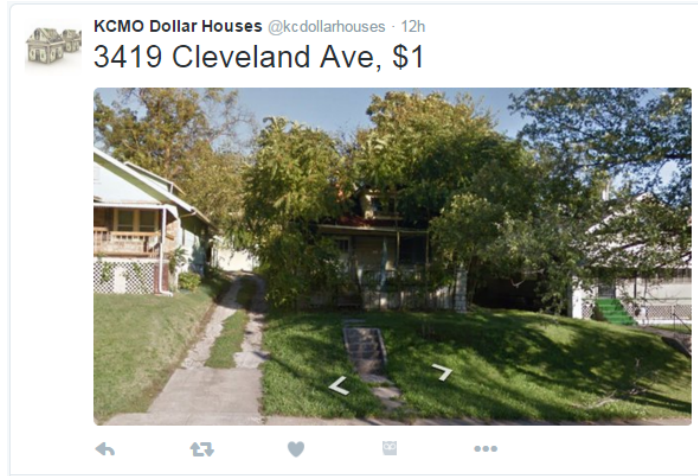 KCMO Dollar Houses @kcdollarhouses · 12h
3419 Cleveland Ave, $1